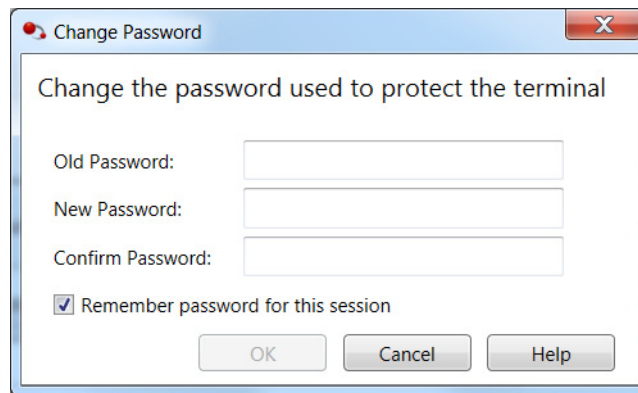 Change Password
Change the password used to protect the terminal
Old Password:
New Password:
Confirm Password:
Remember password for this session
OK Cancel Help